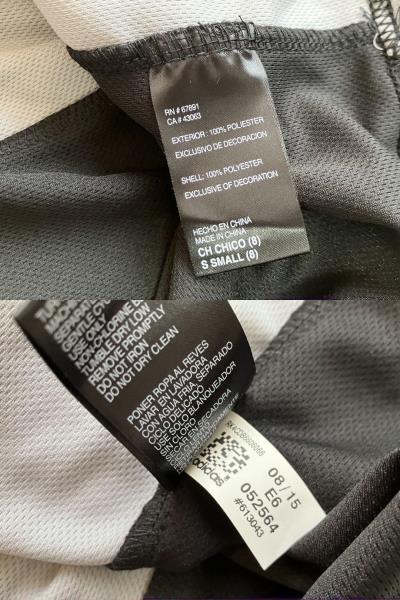 RN # 67891
CA # 43063
EXTERIOR: 100% POLIESTER
EXCLUSIVO DE DECORACION
SHELL: 100% POLYESTER
EXCLUSIVE OF DECORATION
HECHO EN CHINA
MADE IN CHINA
CH CHICO (8)
S SMALL (8)
TUMBLE DRY LOW
REMOVE PROMPTLY
DO NOT IRON
DO NOT DRY CLEAN
PONER ROPA AL REVES
LAVAR EN LAVADORA
EN AGUA FRIA SEPARADO
CICLO DELICADO
USE SOLO BLANQUEADOR
SIN CLORO
adidas
08/15
E6
052564
#613043